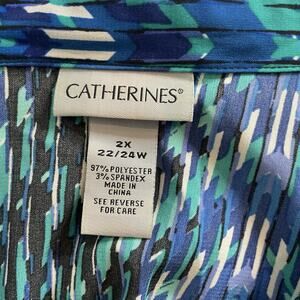 CATHERINES®
2X
22/24W
97% POLYESTER
3% SPANDEX
MADE IN
CHINA
SEE REVERSE
FOR CARE